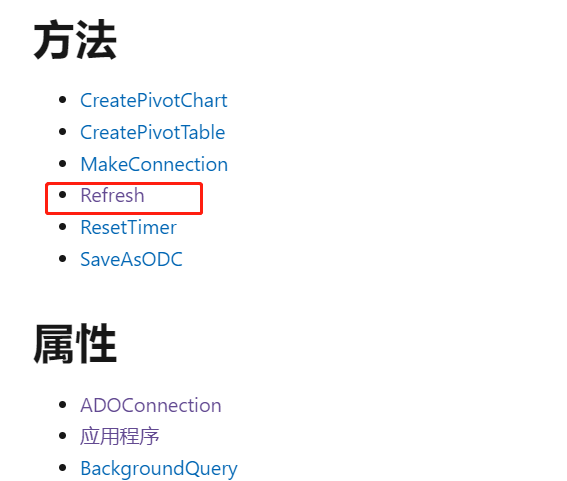 方法
CreatePivotChart
CreatePivotTable
MakeConnection
Refresh
ResetTimer
SaveAsODC
属性
ADOConnection
应用程序
BackgroundQuery